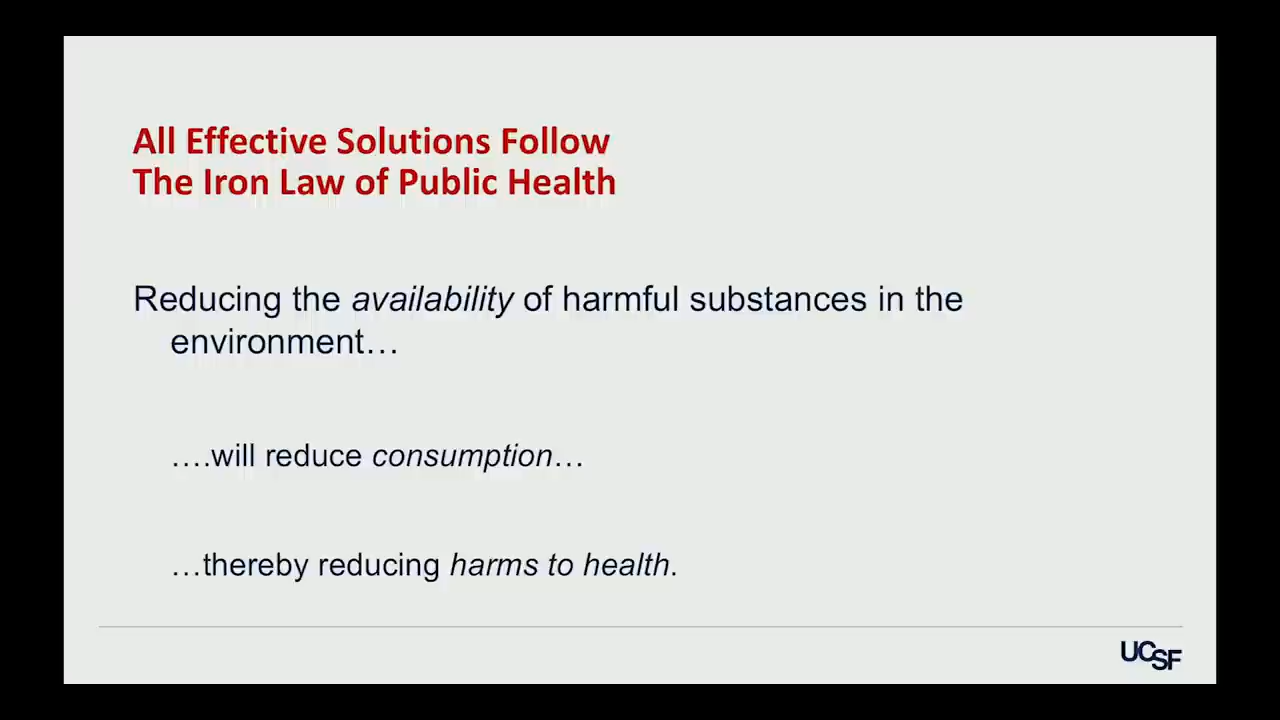 All Effective Solutions Follow
The Iron Law of Public Health
Reducing the availability of harmful substances in the
environment…
….will reduce consumption…
…thereby reducing harms to health.
UCSF